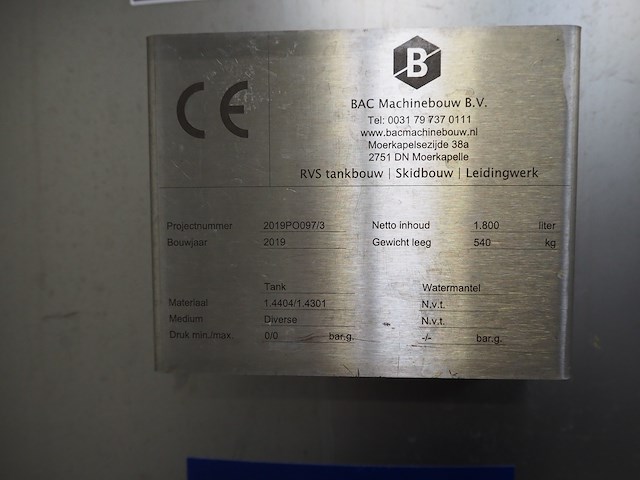 CE
B
BAC Machinebouw B.V.
Tel: 0031 79 737 0111
www.bacmachinebouw.nl
Moerkapelsezijde 38a
2751 DN Moerkapelle
RVS tankbouw | Skidbouw | Leidingwerk
Projectnummer 2019PO097/3 Netto inhoud 1.800 liter
Bouwjaar 2019 Gewicht leeg 540 kg
Tank Watermantel
Materiaal 1.4404/1.4301 N.v.t.
Medium Diverse N.v.t.
Druk min./max. 0/0 bar.g. -/- bar.g.